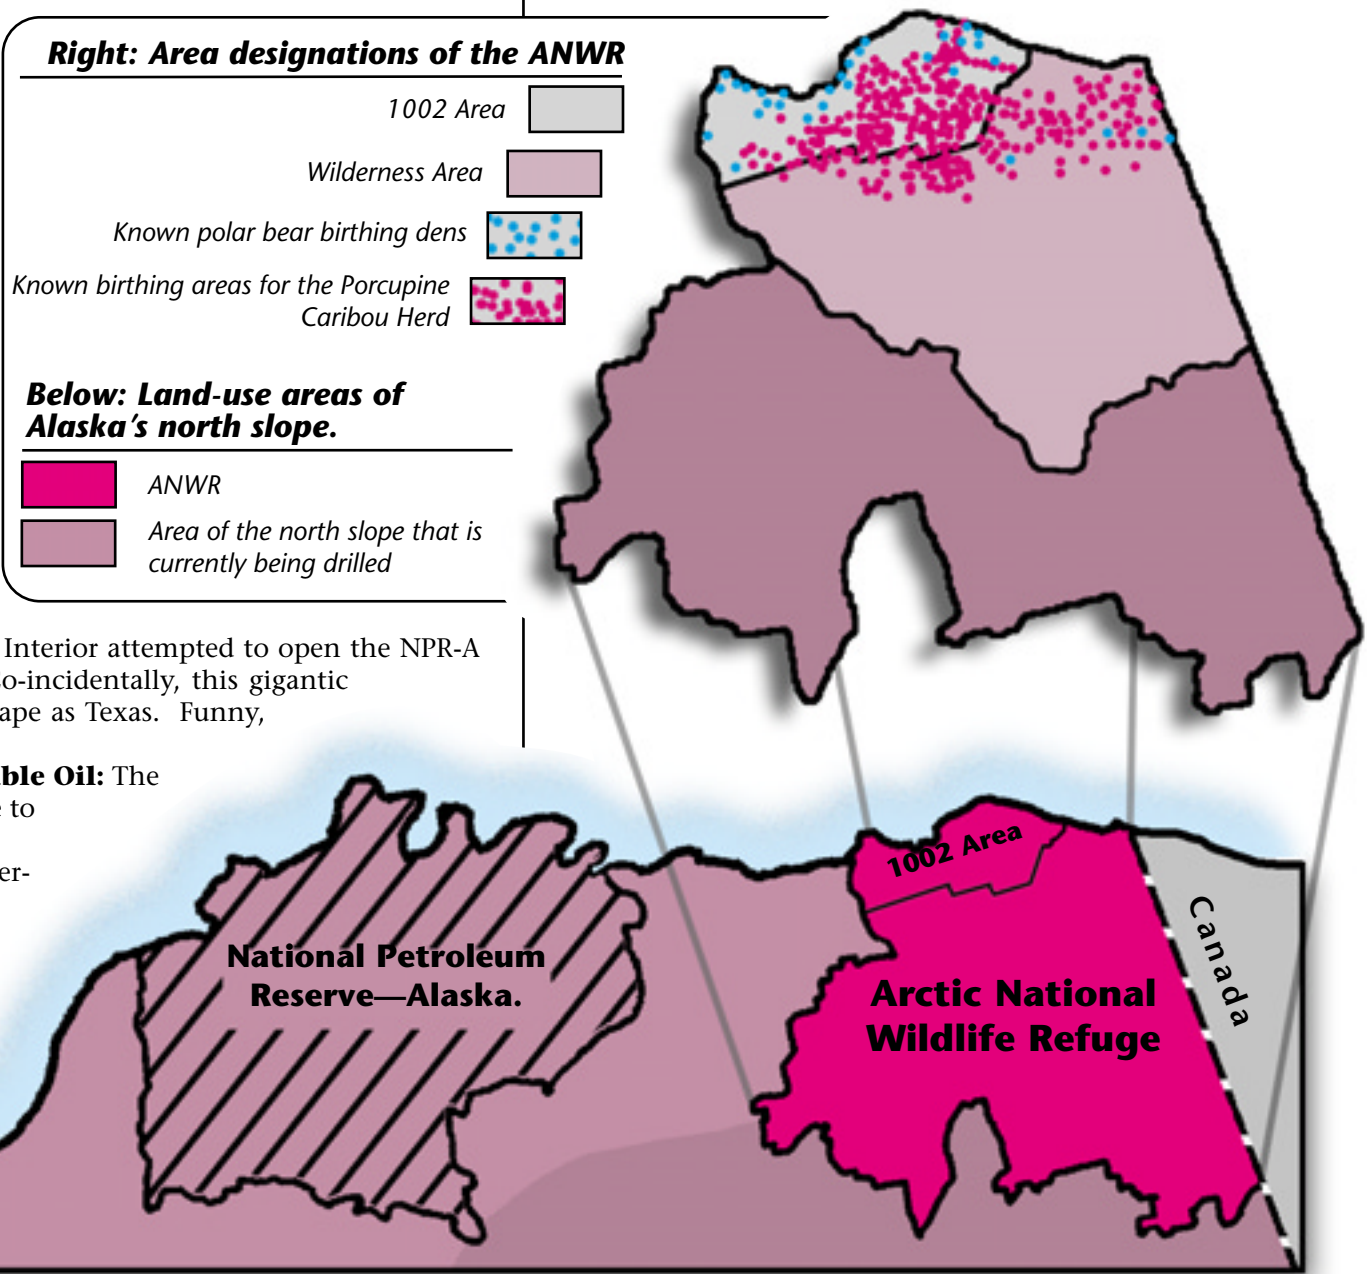 Right: Area designations of the ANWR
1002 Area
Wilderness Area
Known polar bear birthing dens
Known birthing areas for the Porcupine
Caribou Herd
Below: Land-use areas of
Alaska's north slope.
ANWR
Area of the north slope that is
currently being drilled
Interior attempted to open the NPR-A
o-incidentally, this gigantic
ape as Texas. Funny,
ble Oil: The
to
er-
National Petroleum
Reserve—Alaska.
1002 Area
Arctic National
Wildlife Refuge
Canada